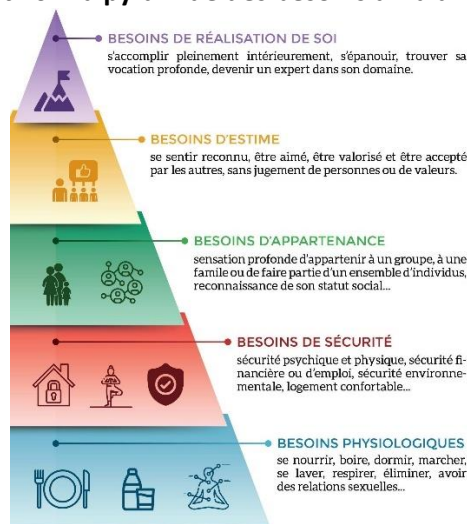 BESOINS DE RÉALISATION DE SOI
s'accomplir pleinement intérieurement, s'épanouir, trouver sa
vocation profonde, devenir un expert dans son domaine.
BESOINS D'ESTIME
se sentir reconnu, être aimé, être valorisé et être accepté
par les autres, sans jugement de personnes ou de valeurs.
BESOINS D'APPARTENANCE
sensation profonde d'appartenir à un groupe, à une
famile ou de faire partie d'un ensemble d'individus,
reconnaissance de son statut social...
BESOINS DE SÉCURITÉ
sécurité psychique et physique, sécurité fi-
nancière ou d'emploi, sécurité environne-
mentale, logement confortable...
BESOINS PHYSIOLOGIQUES
se nourrir, boire, dormir, marcher,
se laver, respirer, éliminer, avoir
des relations sexuelles...